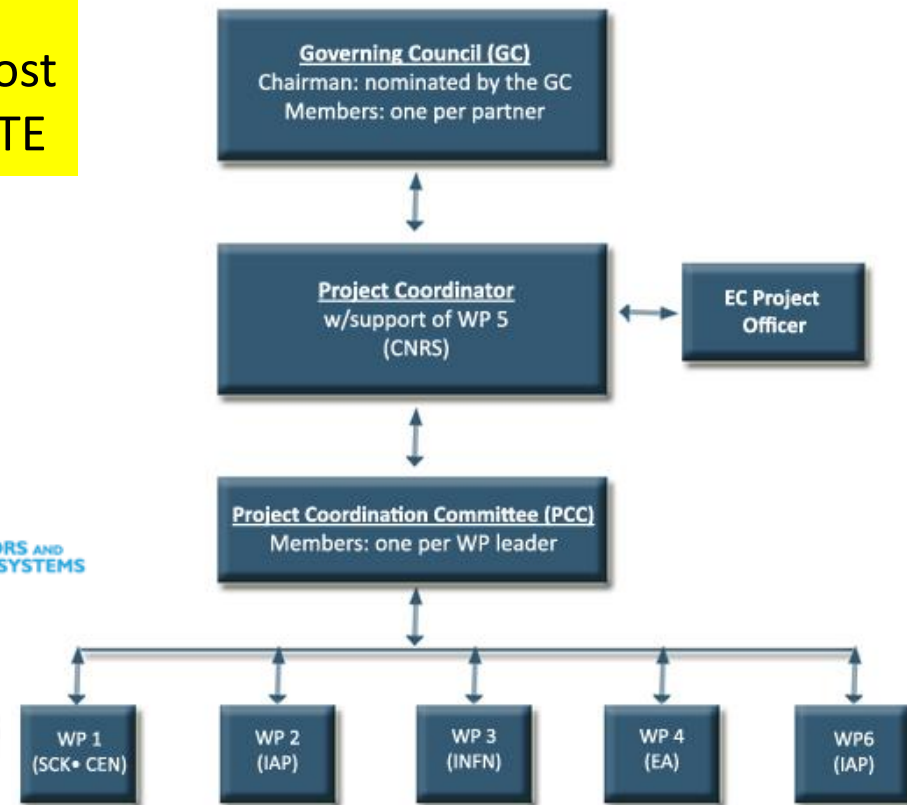 ost
TE
Governing Council (GC)
Chairman: nominated by the GC
Members: one per partner
Project Coordinator
w/support of WP 5
(CNRS)
EC Project
Officer
Project Coordination Committee (PCC)
Members: one per WP leader
ORS AND
SYSTEMS
WP 1
(SCK• CEN)
WP 2
(IAP)
WP 3
(INFN)
WP 4
(EA)
WP6
(IAP)